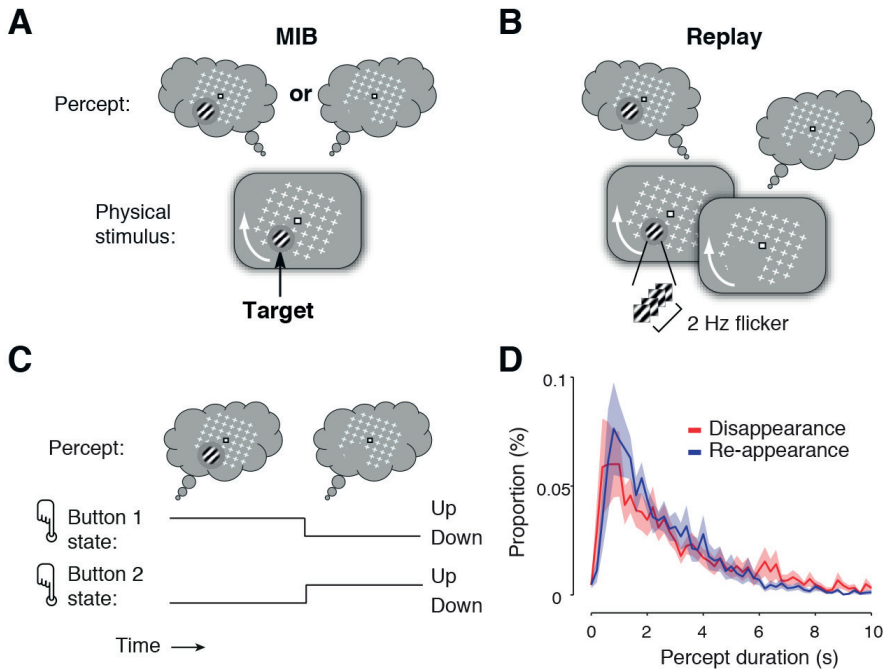 A
MIB
Percept:
or
Physical
stimulus:
Target
B
Replay
2 Hz flicker
C
Percept:
Button 1
state:
Up
Down
Button 2
state:
Up
Down
Time
D
Proportion (%)
0.1
0.05
0
Disappearance
Re-appearance
0 2 4 6 8 10
Percept duration (s)